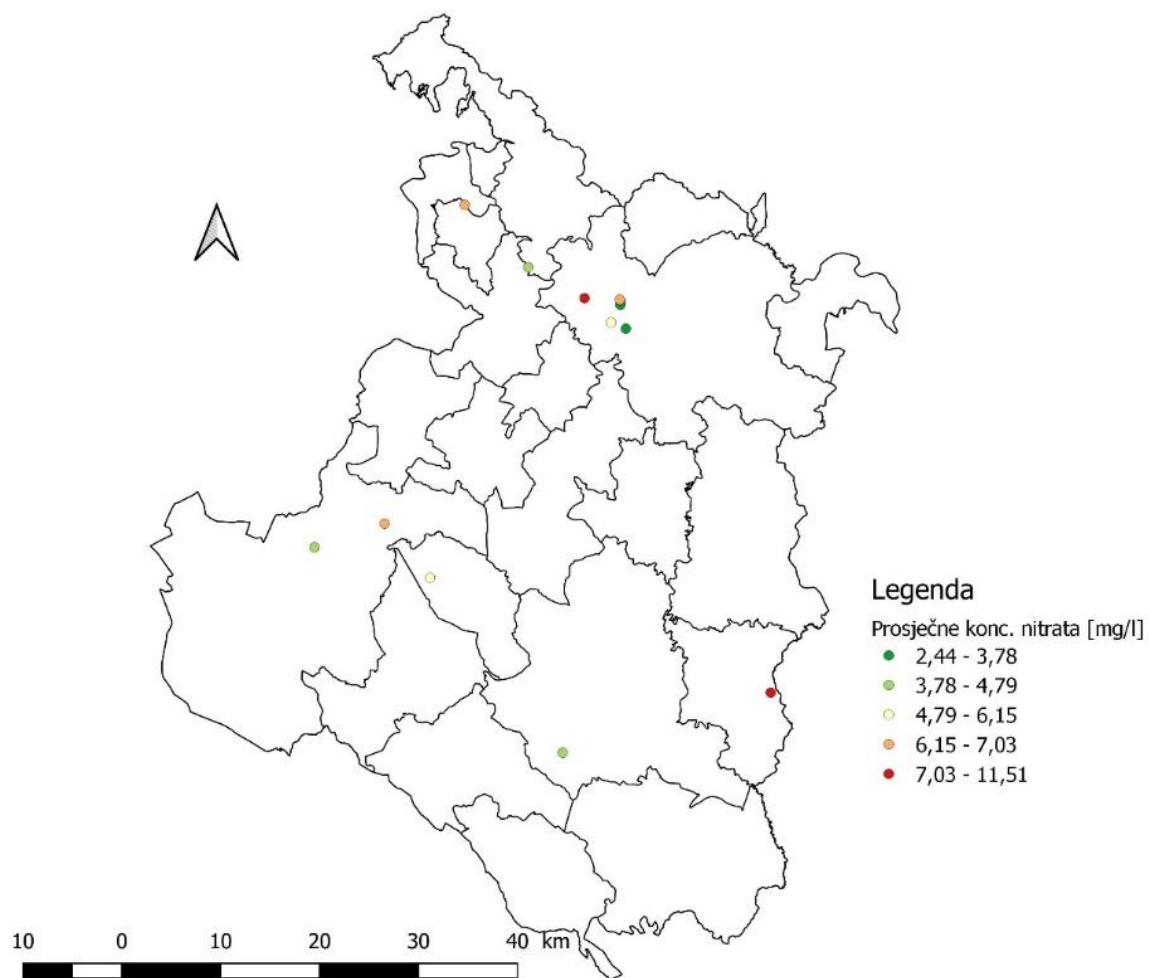 Legenda
Prosječne konc. nitrata [mg/l]
2,44 - 3,78
3,78 - 4,79
4,79 - 6,15
6,15 - 7,03
7,03 - 11,51
10 0 10 20 30 40 km